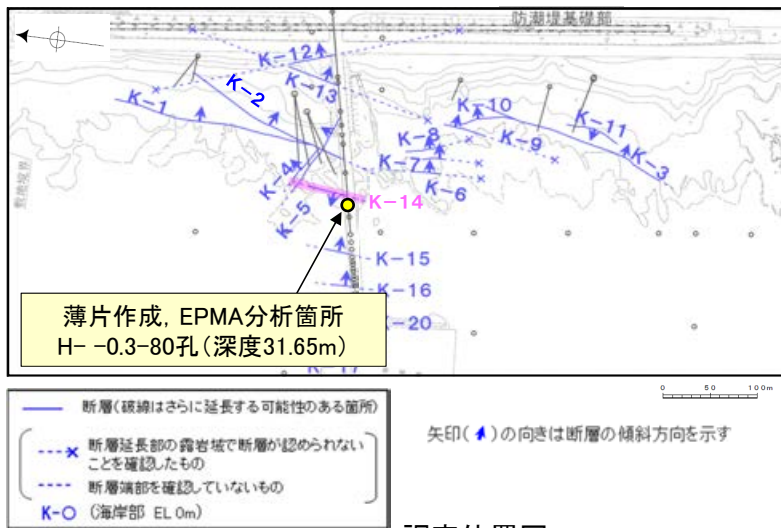 防潮堤基礎部
K-12
K-13
K-2
K-1
K-10
K-11
K-8
K-9
K-7
K-3
K-4
K-6
K-5
K-14
敷地境界
K-15
K-16
K-20
薄片作成, EPMA分析箇所
H- -0.3-80孔(深度31.65m)
0 50 100m
断層(破線はさらに延長する可能性のある箇所)
断層延長部の露岩域で断層が認められない
ことを確認したもの
断層端部を確認していないもの
K-○ (海岸部 EL 0m)
矢印( )の向きは断層の傾斜方向を示す